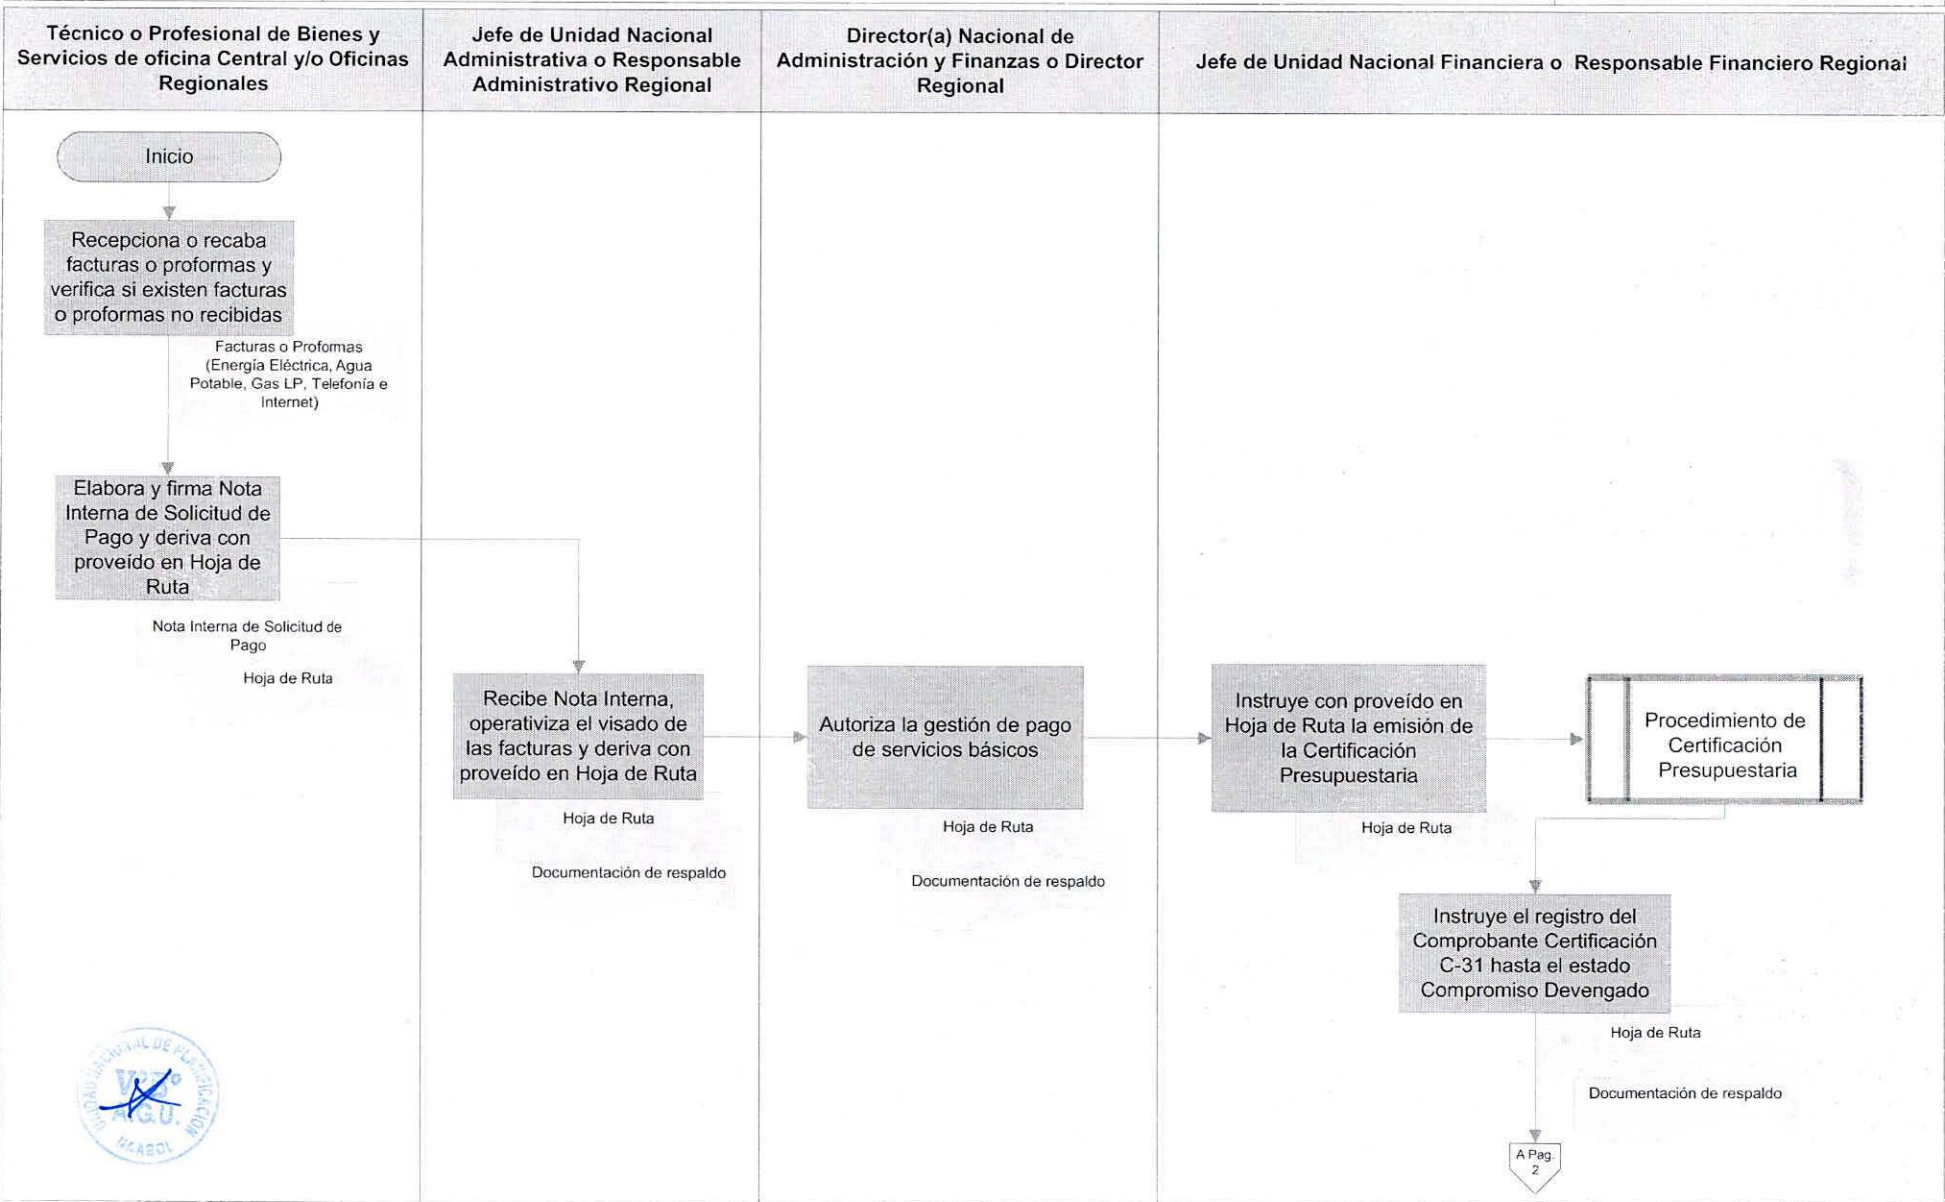 Técnico o Profesional de Bienes y
Servicios de oficina Central y/o Oficinas
Regionales
Jefe de Unidad Nacional
Administrativa o Responsable
Administrativo Regional
Director(a) Nacional de
Administración y Finanzas o Director
Regional
Jefe de Unidad Nacional Financiera o Responsable Financiero Regional
Inicio
Recepciona o recaba
facturas o proformas y
verifica si existen facturas
o proformas no recibidas
Facturas o Proformas
(Energía Eléctrica, Agua
Potable, Gas LP, Telefonía e
Internet)
Elabora y firma Nota
Interna de Solicitud de
Pago y deriva con
proveído en Hoja de
Ruta
Nota Interna de Solicitud de
Pago
Hoja de Ruta
Recibe Nota Interna,
operativiza el visado de
las facturas y deriva con
proveído en Hoja de Ruta
Hoja de Ruta
Documentación de respaldo
Autoriza la gestión de pago
de servicios básicos
Hoja de Ruta
Documentación de respaldo
Instruye con proveído en
Hoja de Ruta la emisión de
la Certificación
Presupuestaria
Hoja de Ruta
Procedimiento de
Certificación
Presupuestaria
Instruye el registro del
Comprobante Certificación
C-31 hasta el estado
Compromiso Devengado
Hoja de Ruta
Documentación de respaldo
A Pag.
2
UNIDAD NACIONAL DE PLANIFICACIÓN
V°B°
A.G.U.
NAABOL